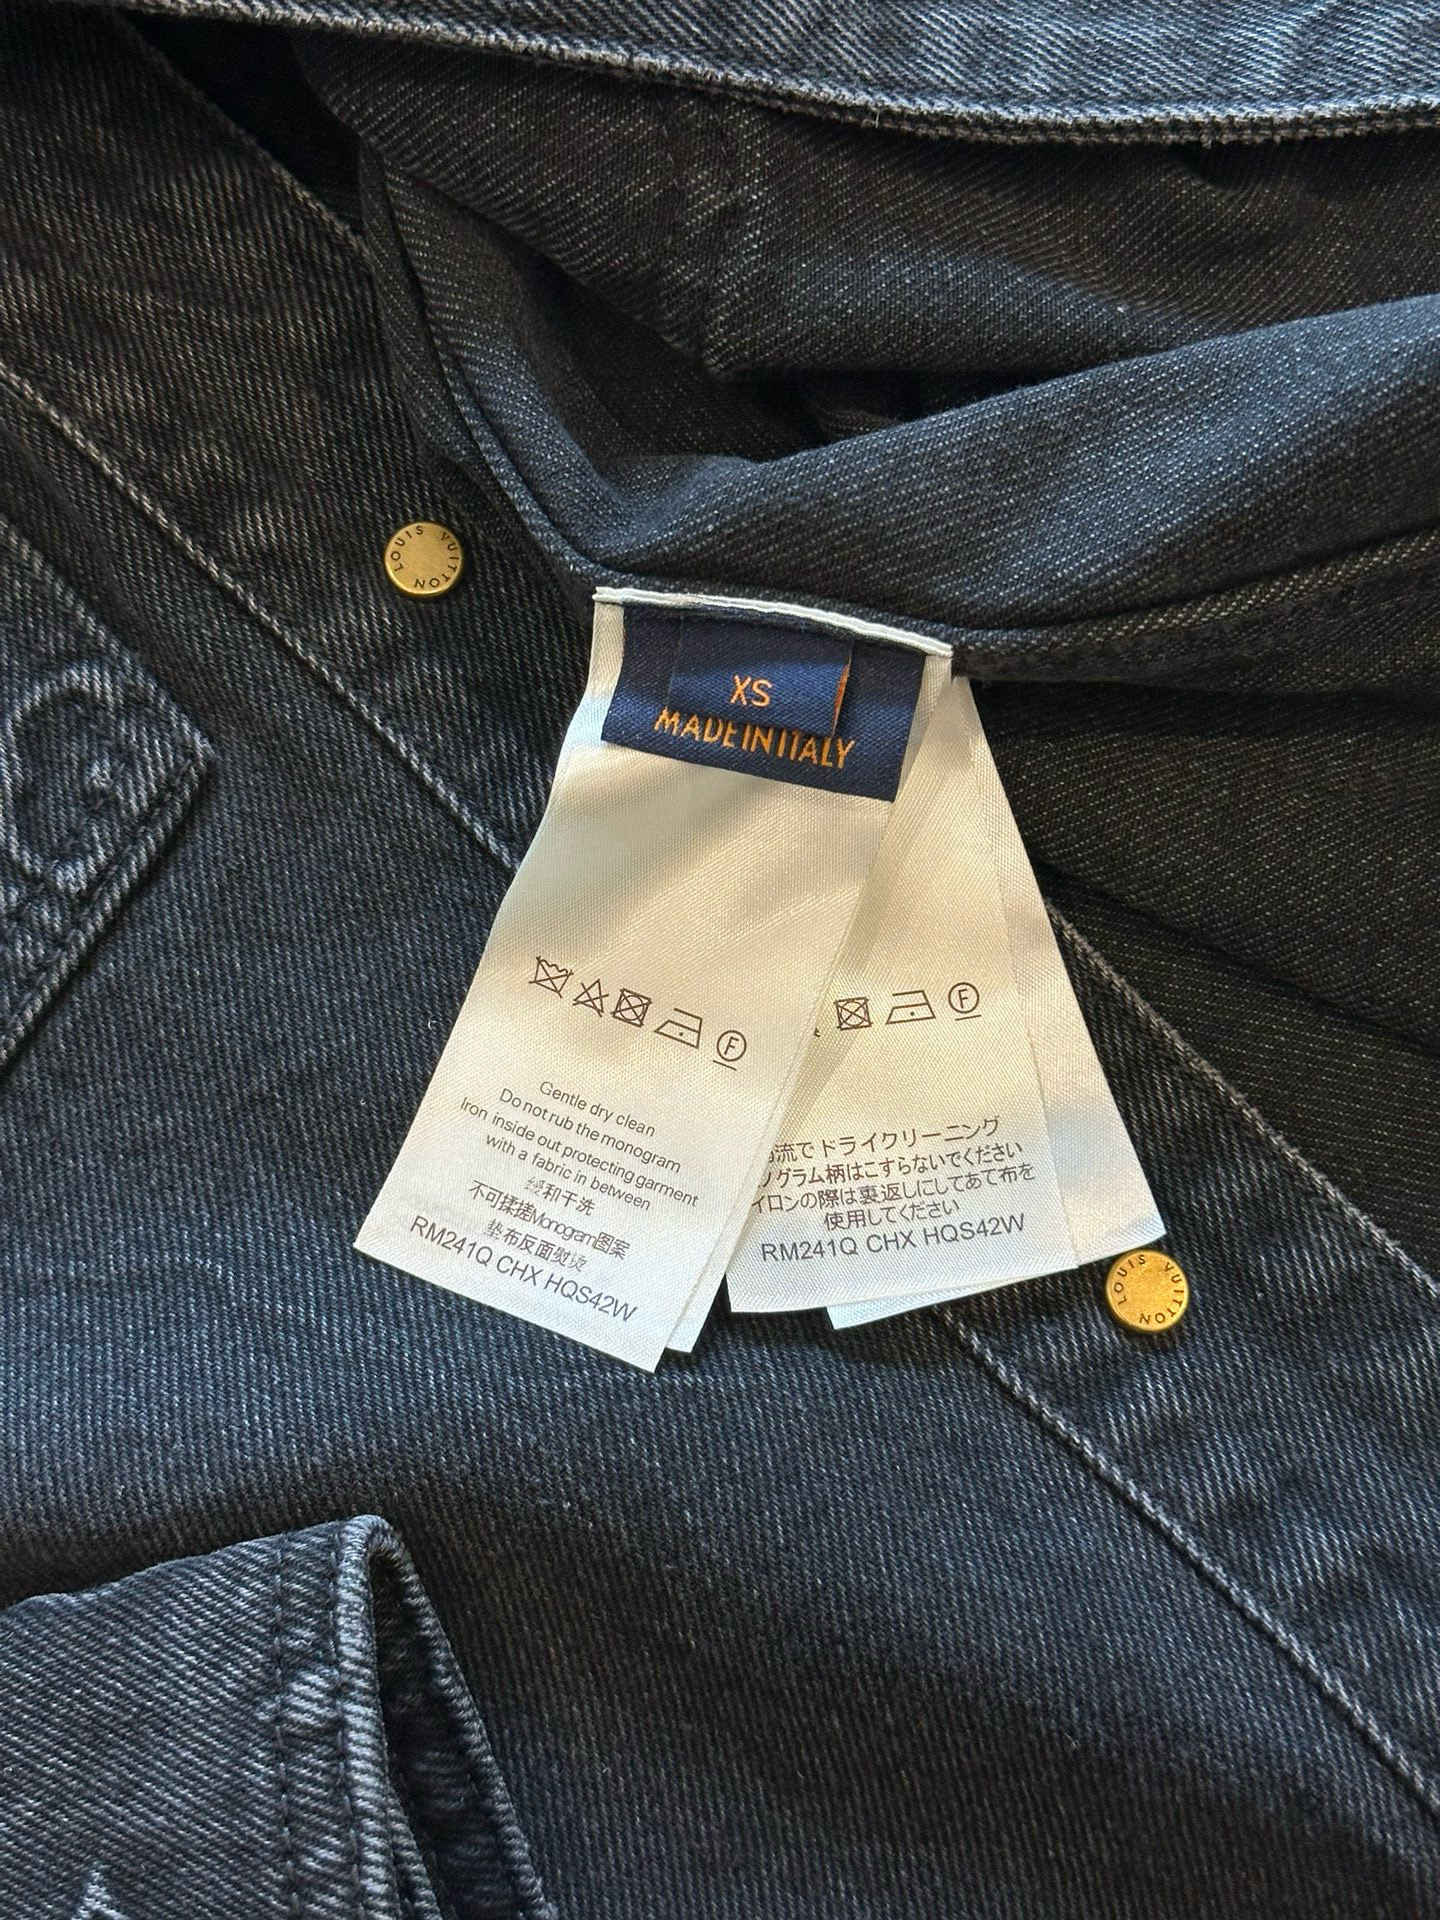 LOUIS VUITTON
XS
MADE IN ITALY
F
F
Gentle dry clean
Do not rub the monogram
Iron inside out protecting garment
with a fabric in between
缓和干洗
不可揉搓Monogram图案
垫布反面熨烫
RM241Q CHX HQS42W
流で ドライクリーニング
グラム柄はこすらないでください
イロンの際は裏返しにしてあて布を
使用してください
RM241Q CHX HQS42W
LOUIS VUITTON